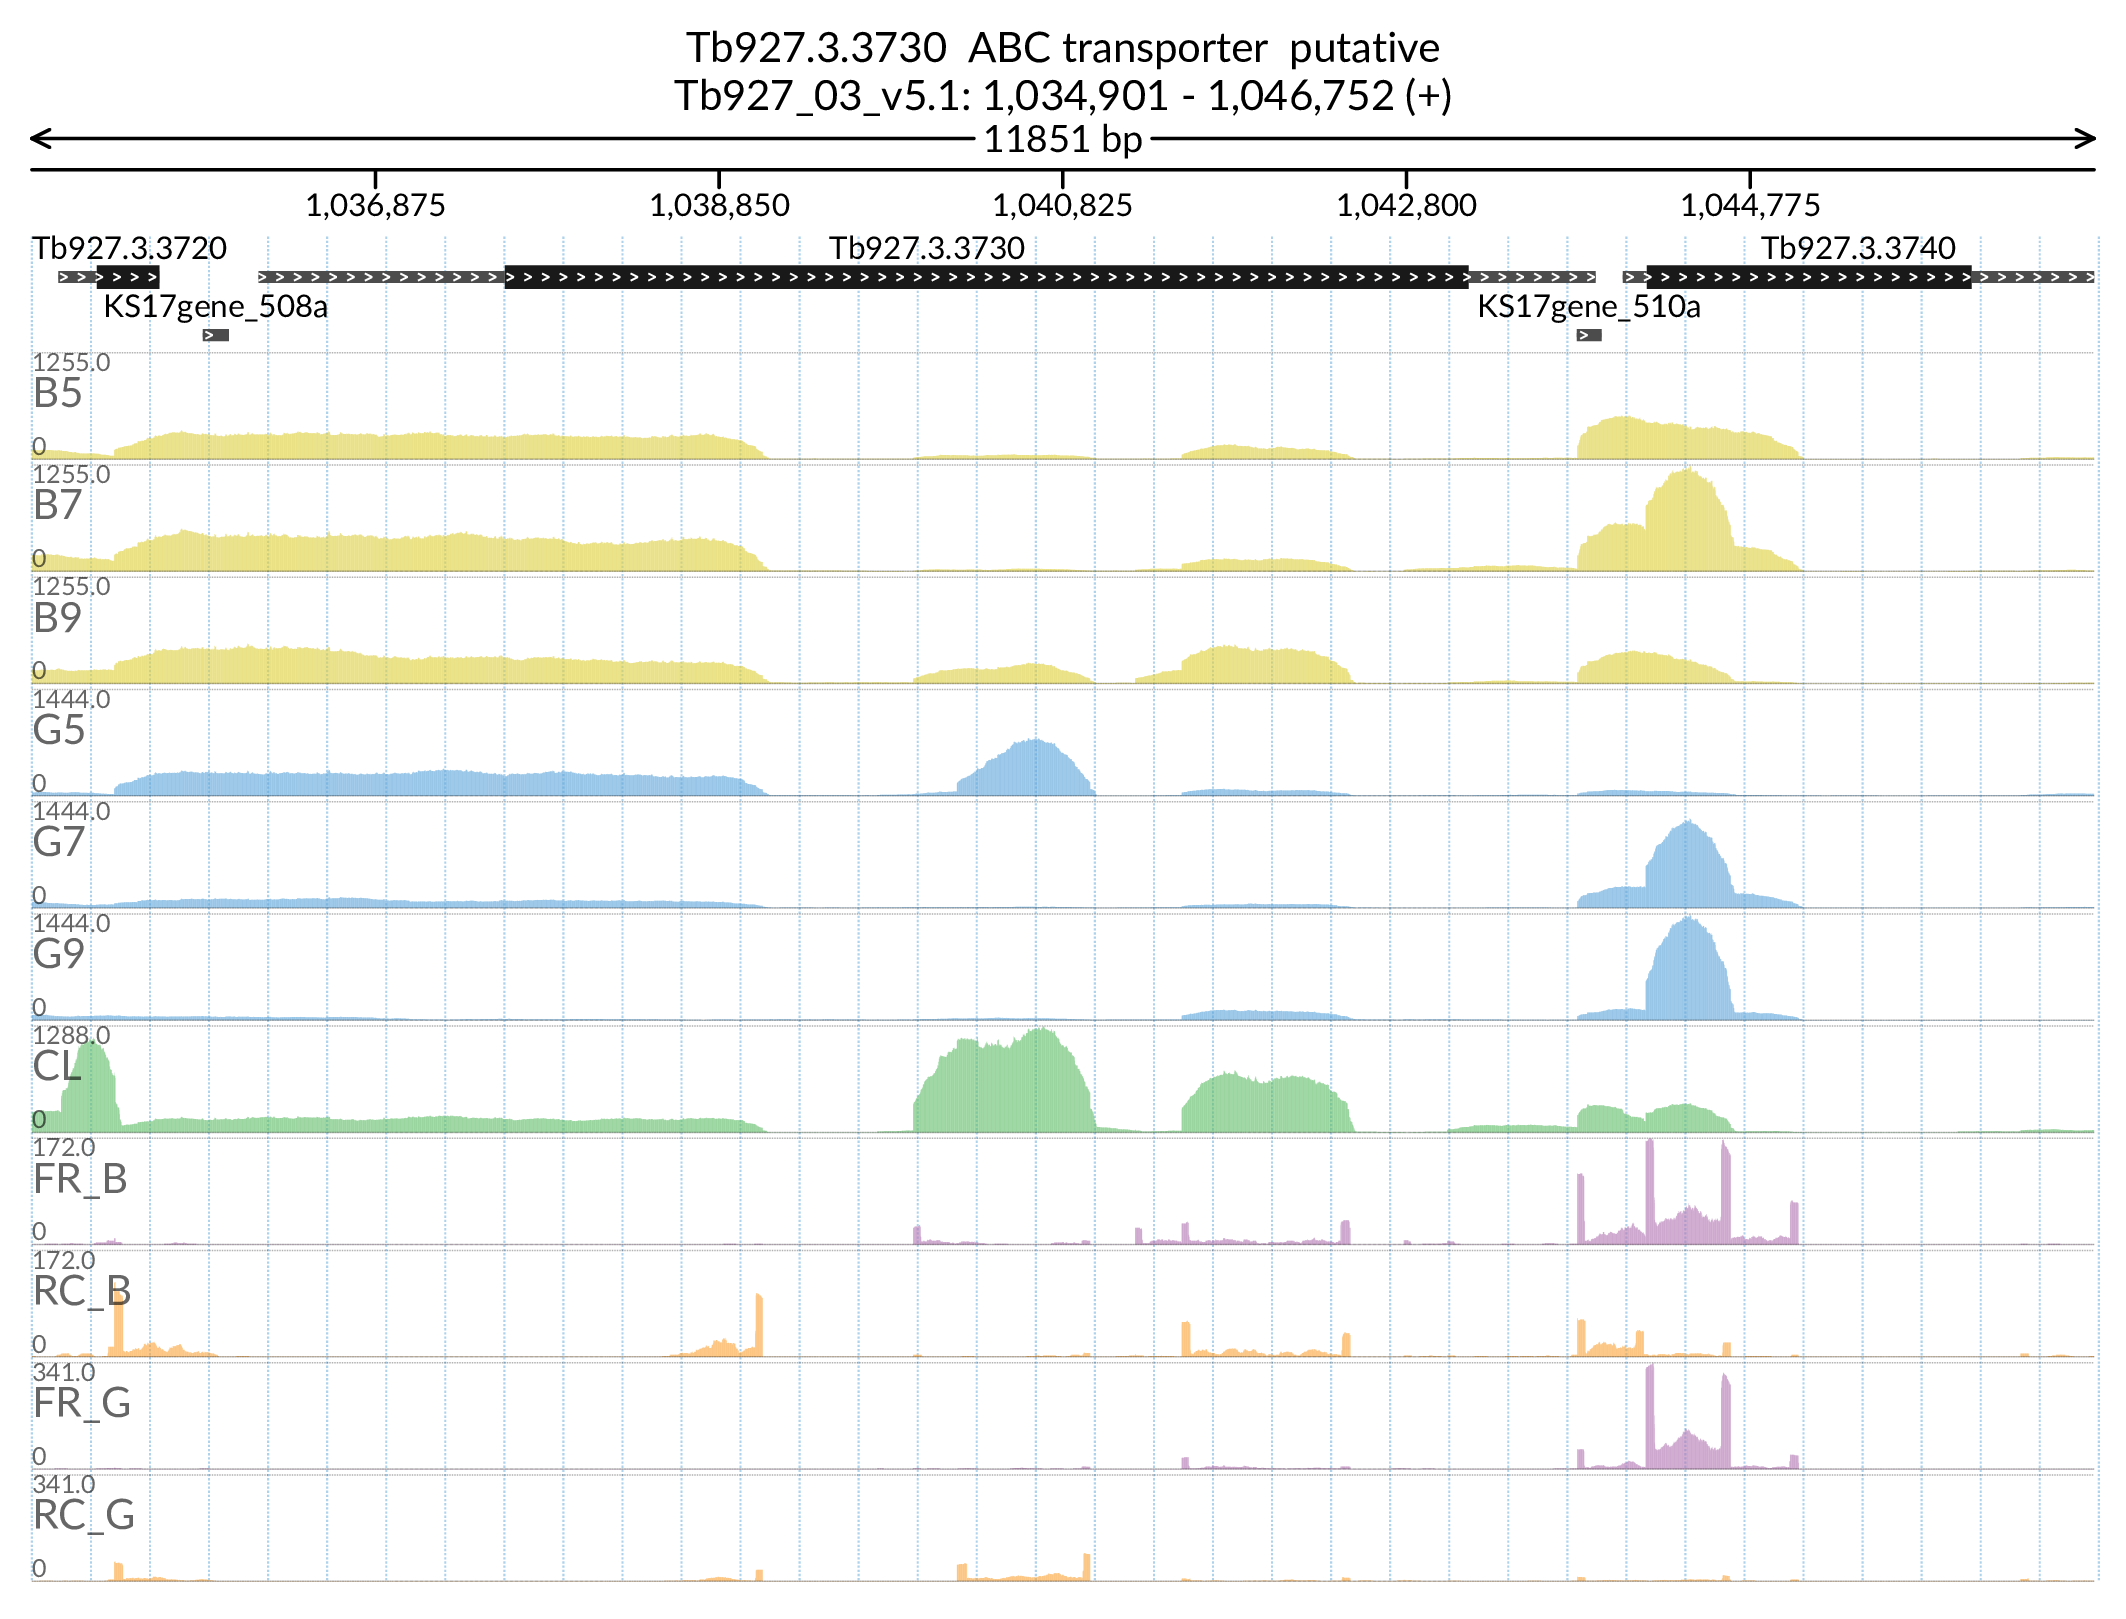 Tb927.3.3730 ABC transporter putative
Tb927_03_v5.1: 1,034,901 - 1,046,752 (+)
11851 bp
1,036,875 1,038,850 1,040,825 1,042,800 1,044,775
Tb927.3.3720 Tb927.3.3730 Tb927.3.3740
KS17gene_508a KS17gene_510a
1255.0
B5
0
1255.0
B7
0
1255.0
B9
0
1444.0
G5
0
1444.0
G7
0
1444.0
G9
0
1288.0
CL
0
172.0
FR_B
0
172.0
RC_B
0
341.0
FR_G
0
341.0
RC_G
0